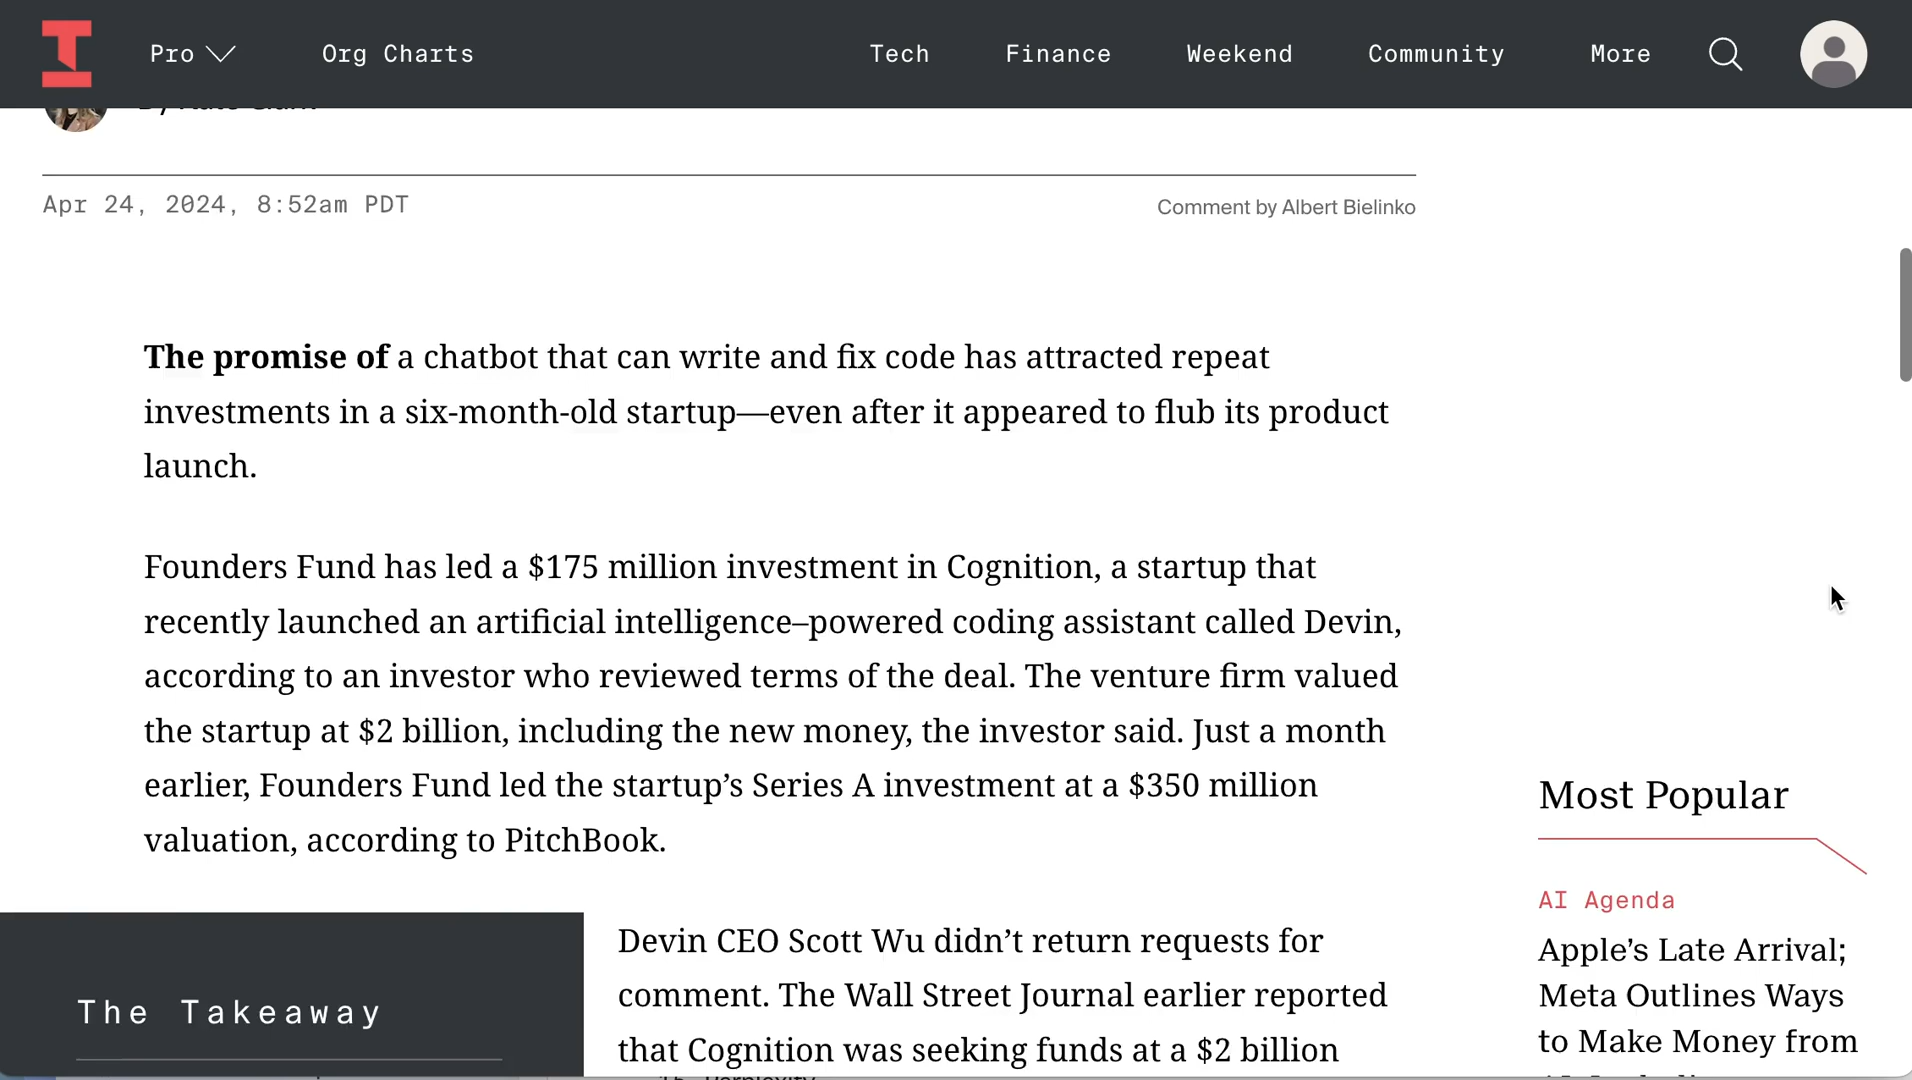 Pro
Org Charts
Tech
Finance
Weekend
Community
More
Apr 24, 2024, 8:52am PDT
Comment by Albert Bielinko
The promise of a chatbot that can write and fix code has attracted repeat
investments in a six-month-old startup—even after it appeared to flub its product
launch.
Founders Fund has led a $175 million investment in Cognition, a startup that
recently launched an artificial intelligence–powered coding assistant called Devin,
according to an investor who reviewed terms of the deal. The venture firm valued
the startup at $2 billion, including the new money, the investor said. Just a month
earlier, Founders Fund led the startup’s Series A investment at a $350 million
valuation, according to PitchBook.
The Takeaway
Devin CEO Scott Wu didn’t return requests for
comment. The Wall Street Journal earlier reported
that Cognition was seeking funds at a $2 billion
Most Popular
AI Agenda
Apple’s Late Arrival;
Meta Outlines Ways
to Make Money from